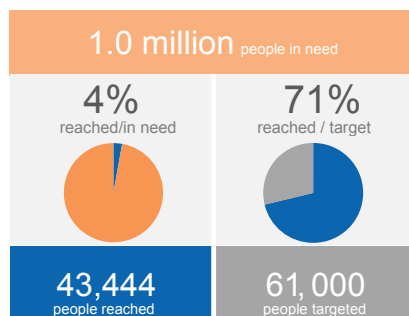 1.0 million people in need
4%
reached/in need
71%
reached / target
43,444
people reached
61,000
people targeted